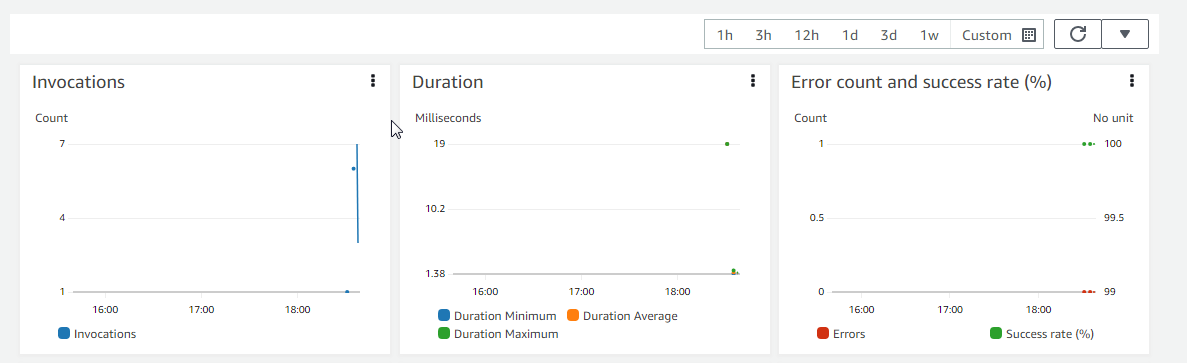 1h 3h 12h 1d 3d 1w Custom
Invocations
Count
7
4
1
16:00 17:00 18:00
Invocations
Duration
Milliseconds
19
10.2
1.38
16:00 17:00 18:00
Duration Minimum Duration Average
Duration Maximum
Error count and success rate (%)
Count No unit
1 100
0.5 99.5
0 99
16:00 17:00 18:00
Errors Success rate (%)